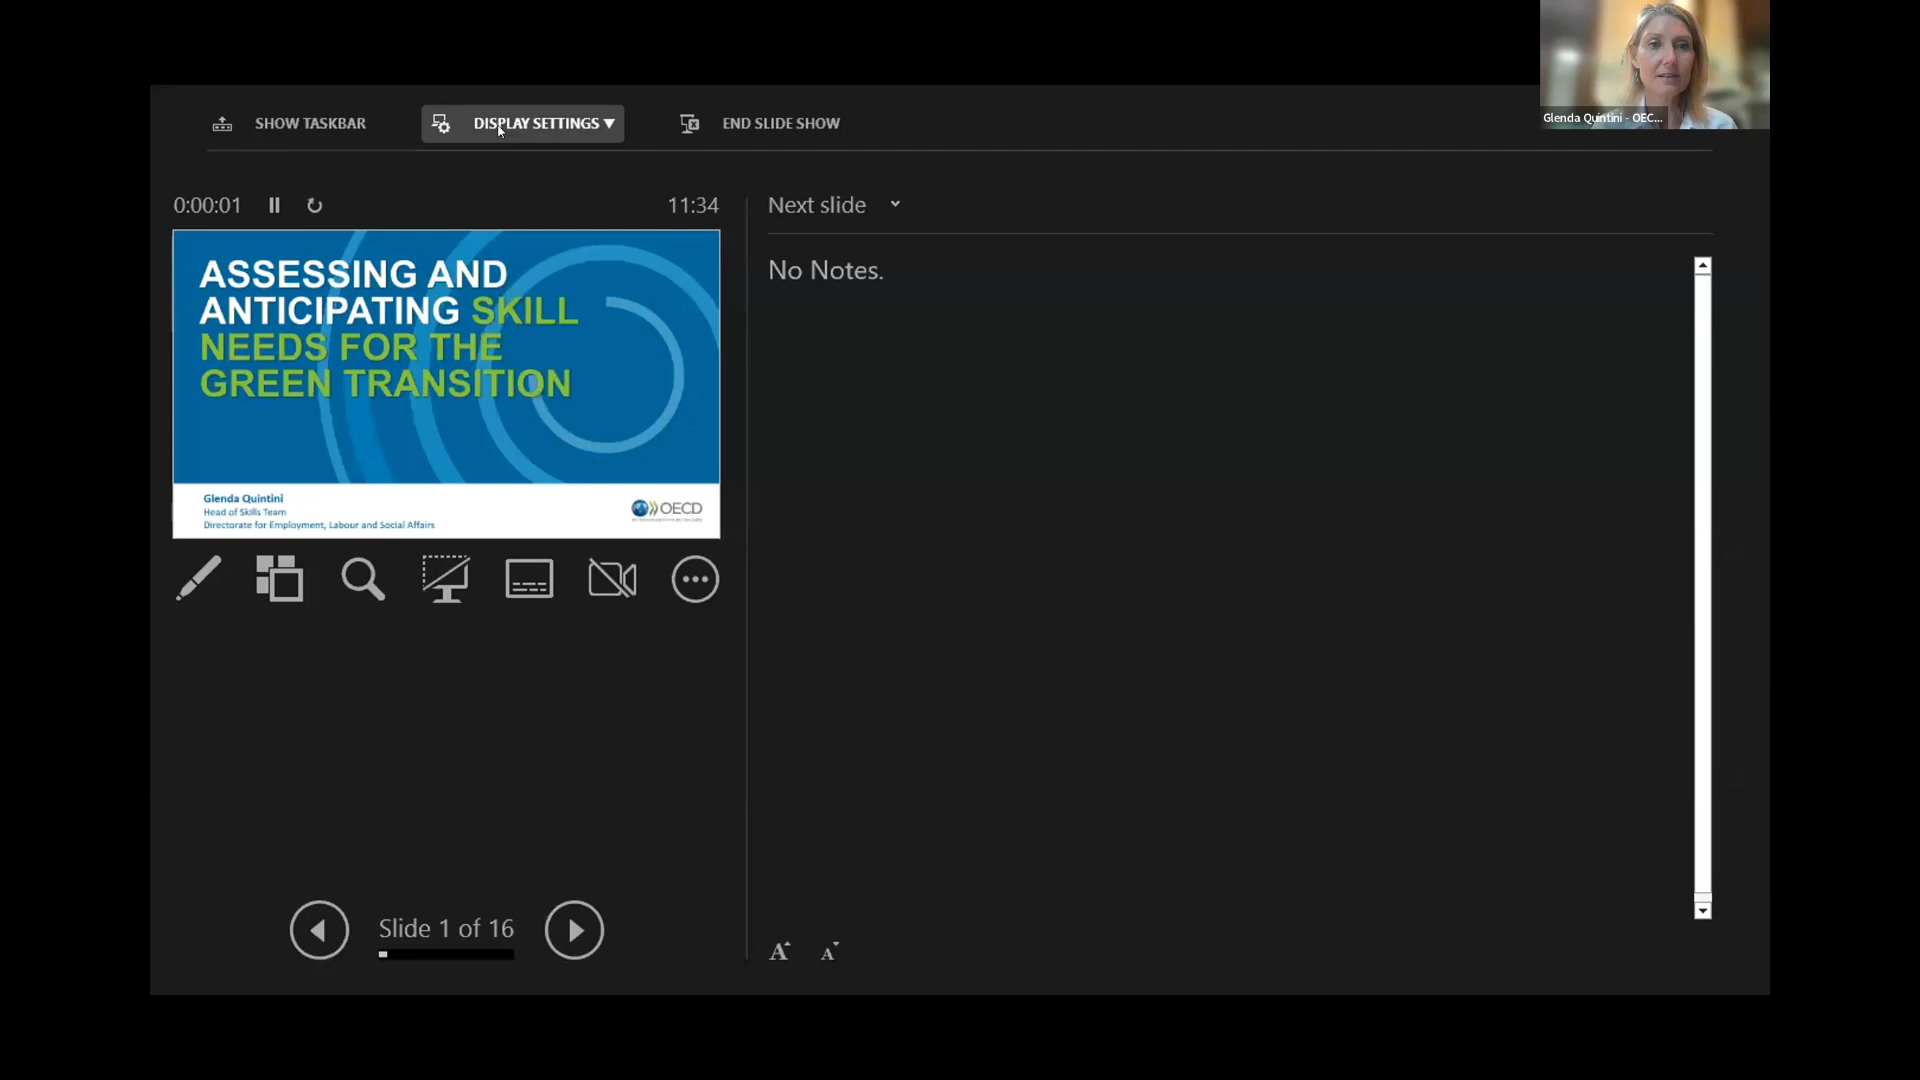 Glenda Quintini - OEC...
SHOW TASKBAR
DISPLAY SETTINGS ▼
END SLIDE SHOW
0:00:01
11:34
Next slide
ASSESSING AND
ANTICIPATING SKILL
NEEDS FOR THE
GREEN TRANSITION
Glenda Quintini
Head of Skills Team
Directorate for Employment, Labour and Social Affairs
OECD
No Notes.
Slide 1 of 16
A
A